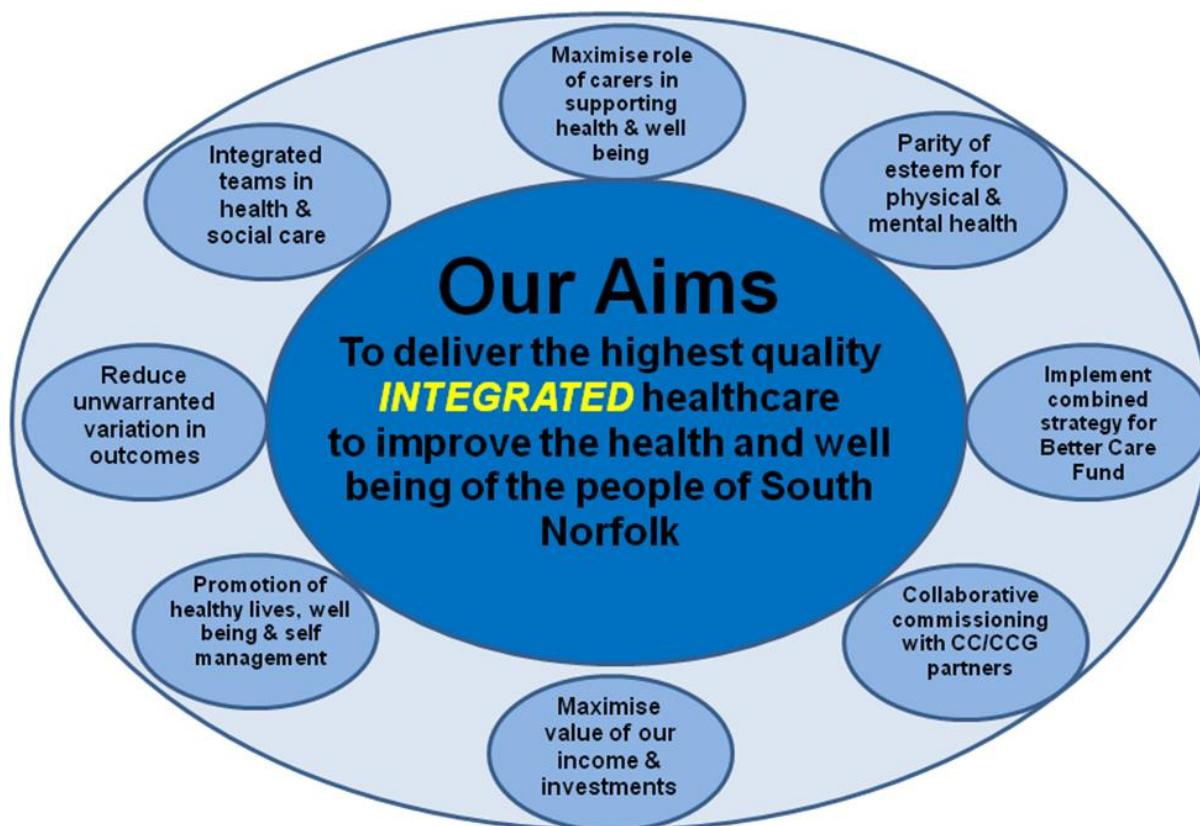 Maximise role
of carers in
supporting
health & well
being
Parity of
esteem for
physical &
mental health
Implement
combined
strategy for
Better Care
Fund
Collaborative
commissioning
with CC/CCG
partners
Maximise
value of our
income &
investments
Promotion of
healthy lives, well
being & self
management
Reduce
unwarranted
variation in
outcomes
Integrated
teams in
health &
social care
Our Aims
To deliver the highest quality
INTEGRATED healthcare
to improve the health and well
being of the people of South
Norfolk